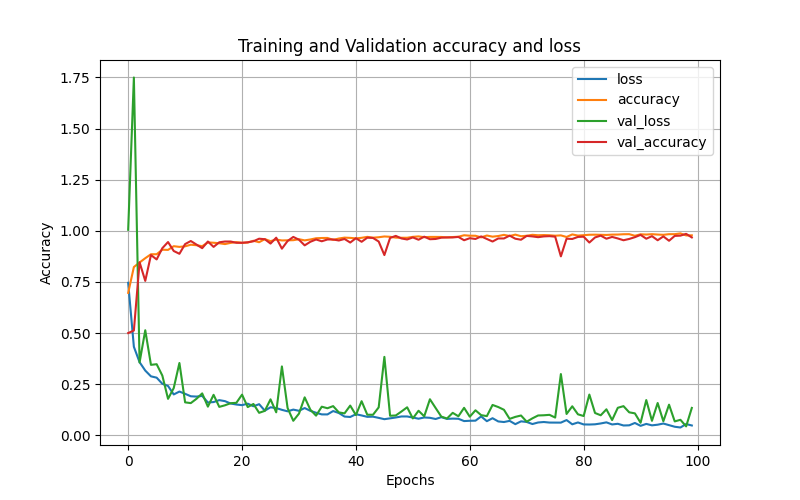 Training and Validation accuracy and loss
loss
accuracy
val_loss
val_accuracy
1.75
1.50
1.25
1.00
0.75
0.50
0.25
0.00
Accuracy
0 20 40 60 80 100
Epochs